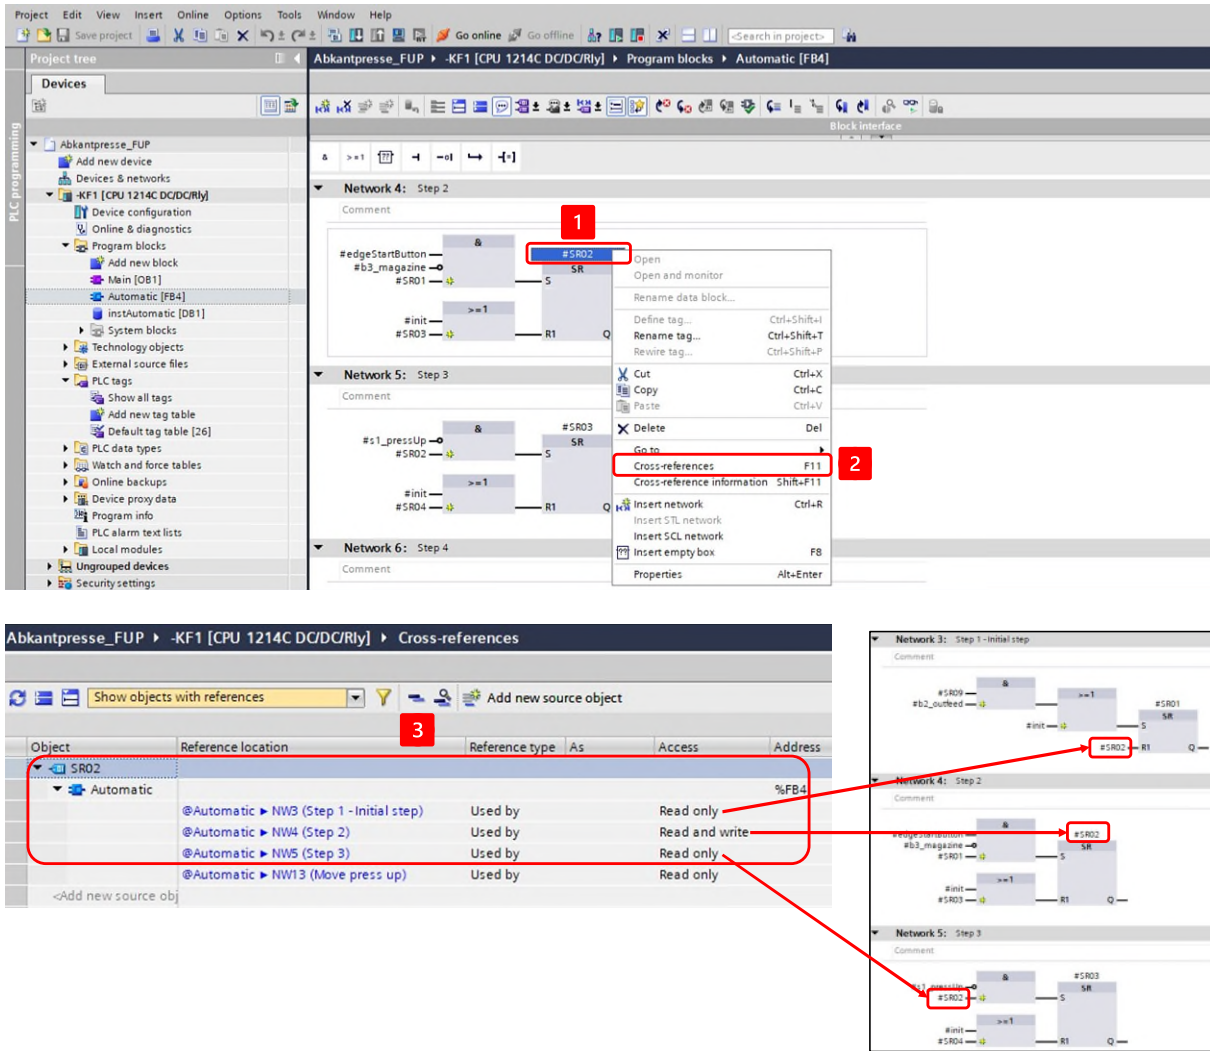 Project Edit View Insert Online Options Tools Window Help
Save project Go online Go offline <Search in project>
Project tree
Abkantpresse_FUP ▸ -KF1 [CPU 1214C DC/DC/Rly] ▸ Program blocks ▸ Automatic [FB4]
Devices
PLC programming
Block interface
Abkantpresse_FUP
Add new device
Devices & networks
-KF1 [CPU 1214C DC/DC/Rly]
Device configuration
Online & diagnostics
Program blocks
Add new block
Main [OB1]
Automatic [FB4]
instAutomatic [DB1]
System blocks
Technology objects
External source files
PLC tags
Show all tags
Add new tag table
Default tag table [26]
PLC data types
Watch and force tables
Online backups
Device proxy data
Program info
PLC alarm text lists
Local modules
Ungrouped devices
Security settings
& >=1 ??
Network 4: Step 2
Comment
1
&
#edgeStartButton
#b3_magazine
#SR01
#SR02
SR
S
>=1
#init
#SR03
R1 Q
Network 5: Step 3
Comment
&
#s1_pressUp
#SR02
#SR03
SR
S
>=1
#init
#SR04
R1 Q
Network 6: Step 4
Comment
Open
Open and monitor
Rename data block...
Define tag... Ctrl+Shift+I
Rename tag... Ctrl+Shift+T
Rewire tag... Ctrl+Shift+P
Cut Ctrl+X
Copy Ctrl+C
Paste Ctrl+V
Delete Del
Go to
Cross-references F11
2
Cross-reference information Shift+F11
Insert network Ctrl+R
Insert STL network
Insert SCL network
Insert empty box F8
Properties Alt+Enter
Abkantpresse_FUP ▸ -KF1 [CPU 1214C DC/DC/Rly] ▸ Cross-references
Show objects with references Add new source object
3
Object Reference location Reference type As Access Address
SR02
Automatic %FB4
@Automatic ▸ NW3 (Step 1 - Initial step) Used by Read only
@Automatic ▸ NW4 (Step 2) Used by Read and write
@Automatic ▸ NW5 (Step 3) Used by Read only
@Automatic ▸ NW13 (Move press up) Used by Read only
<Add new source obj
Network 3: Step 1 - Initial step
Comment
&
#SR09
#b2_outfeed
>=1
#init
#SR01
SR
S
#SR02 R1 Q
Network 4: Step 2
Comment
&
#edgeStartButton
#b3_magazine
#SR01
#SR02
SR
S
>=1
#init
#SR03
R1 Q
Network 5: Step 3
Comment
&
#s1_pressUp
#SR02
#SR03
SR
S
>=1
#init
#SR04
R1 Q